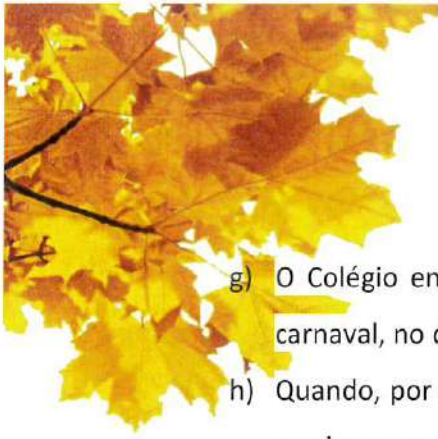 g) O Colégio en
carnaval, no
h) Quando, por